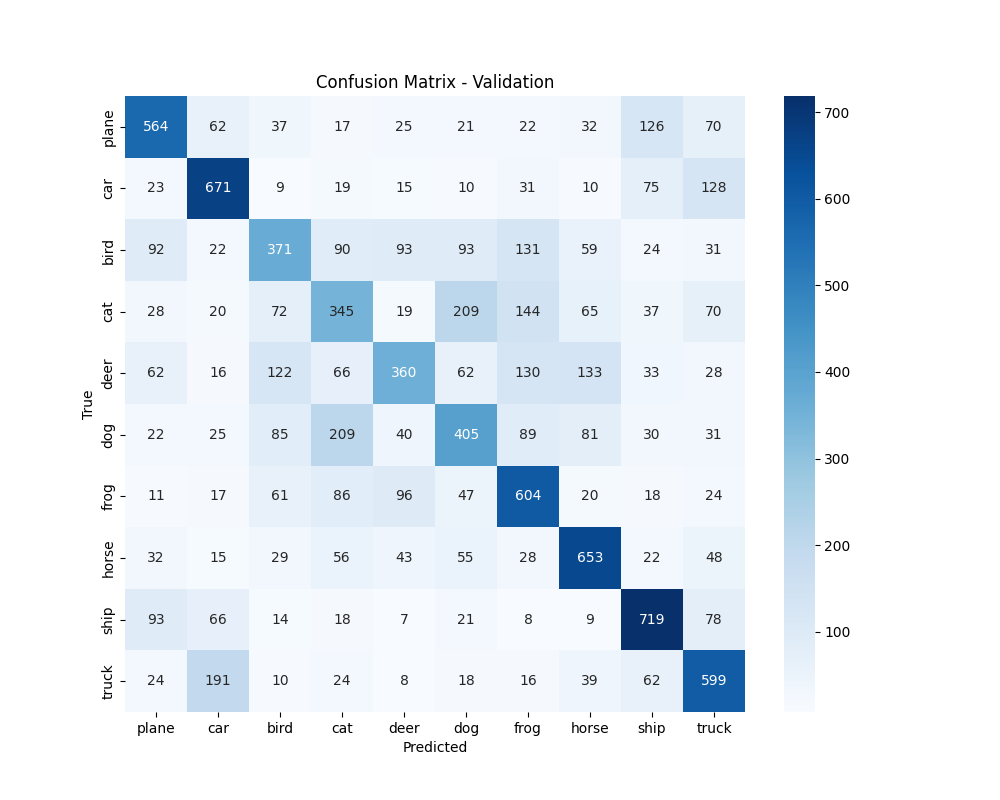 Confusion Matrix - Validation
plane 564 62 37 17 25 21 22 32 126 70
car 23 671 9 19 15 10 31 10 75 128
bird 92 22 371 90 93 93 131 59 24 31
cat 28 20 72 345 19 209 144 65 37 70
deer 62 16 122 66 360 62 130 133 33 28
dog 22 25 85 209 40 405 89 81 30 31
frog 11 17 61 86 96 47 604 20 18 24
horse 32 15 29 56 43 55 28 653 22 48
ship 93 66 14 18 7 21 8 9 719 78
truck 24 191 10 24 8 18 16 39 62 599
True
plane car bird cat deer dog frog horse ship truck
Predicted
700
600
500
400
300
200
100